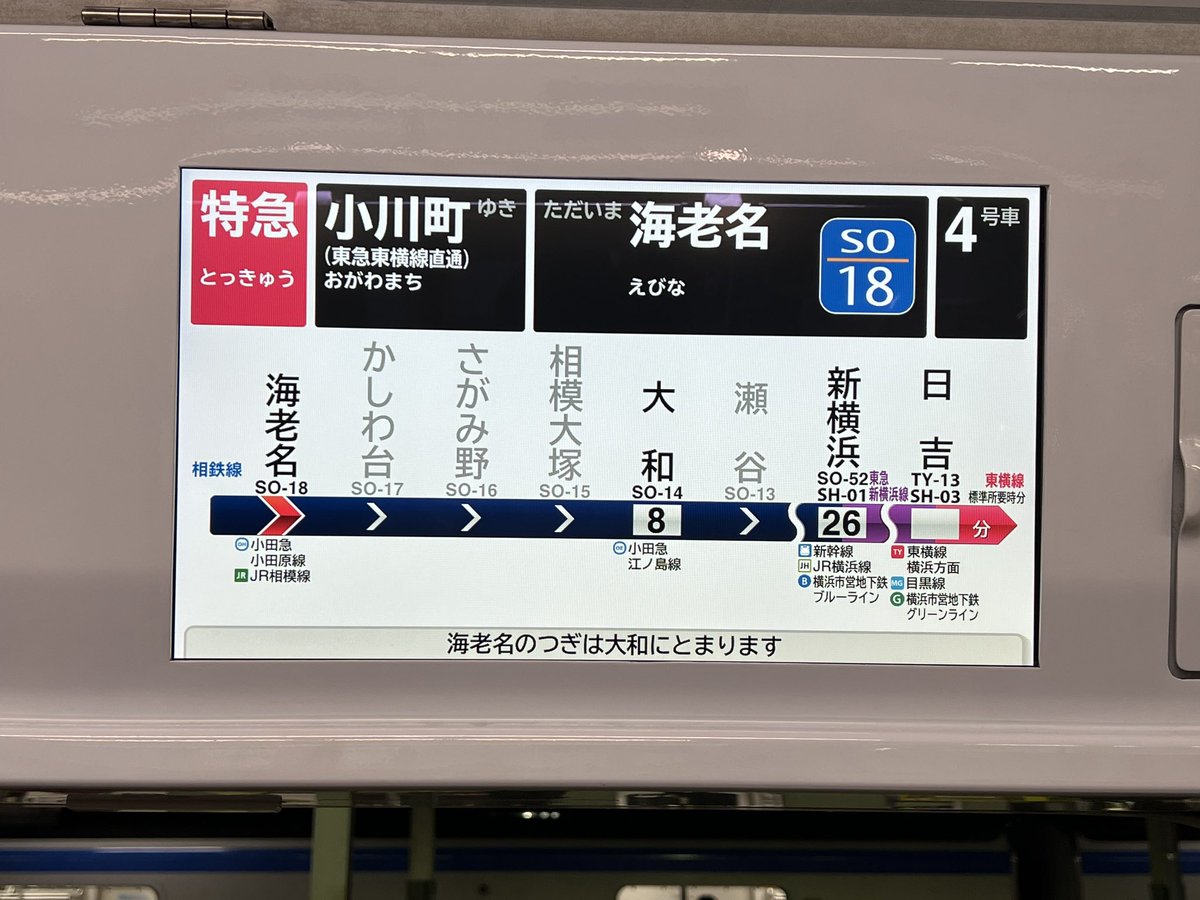 特急
とっきゅう
小川町 ゆき
(東急東横線直通)
おがわまち
ただいま 海老名
えびな
SO
18
4 号車
相鉄線
海老名
SO-18
かしわ台
SO-17
さがみ野
SO-16
相模大塚
SO-15
大和
SO-14
瀬谷
SO-13
新横浜
SO-52 東急
SH-01 新横浜線
日吉
TY-13
SH-03
東横線
標準所要時分
8
26
分
OH 小田急
小田原線
JR JR相模線
OE 小田急
江ノ島線
新幹線
JH JR横浜線
B 横浜市営地下鉄
ブルーライン
TY 東横線
横浜方面
MG 目黒線
G 横浜市営地下鉄
グリーンライン
海老名のつぎは大和にとまります